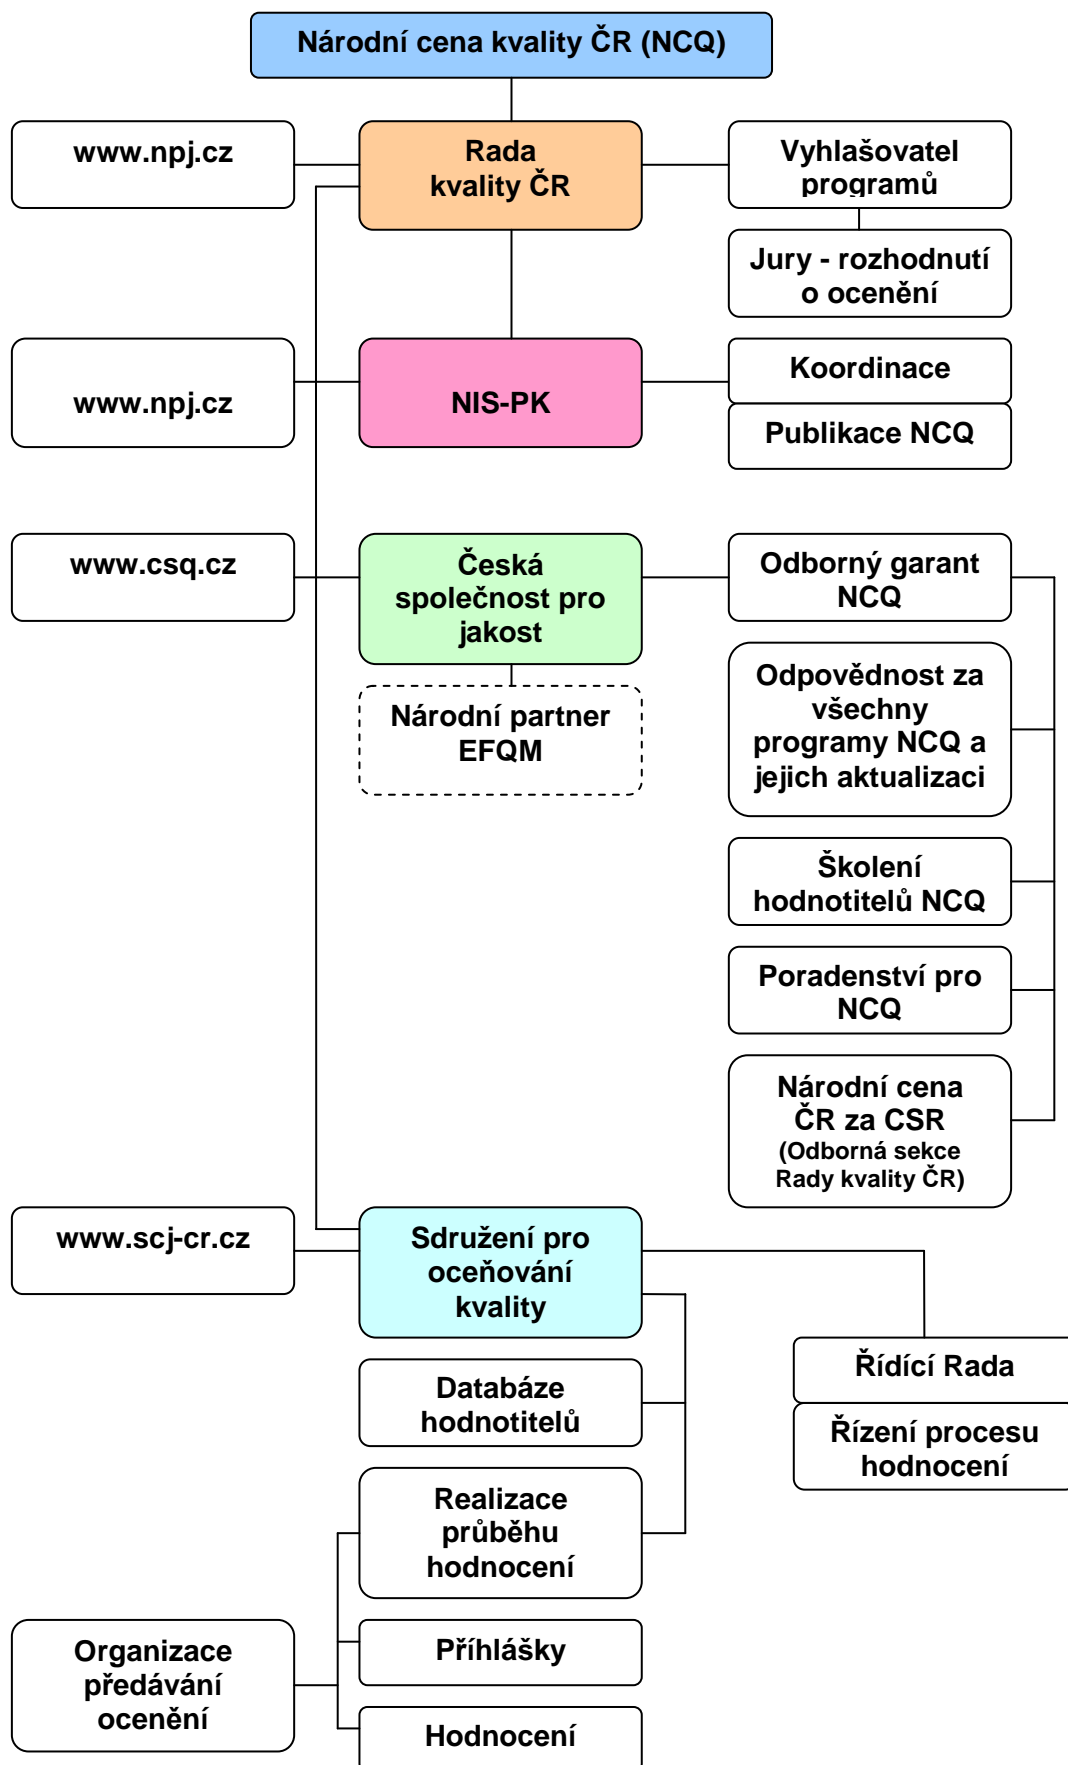 Národní cena kvality ČR (NCQ)
www.npj.cz
Rada
kvality ČR
Vyhlašovatel
programů
Jury - rozhodnutí
o ocenění
www.npj.cz
NIS-PK
Koordinace
Publikace NCQ
www.csq.cz
Česká
společnost pro
jakost
Odborný garant
NCQ
Národní partner
EFQM
Odpovědnost za
všechny
programy NCQ a
jejich aktualizaci
Školení
hodnotitelů NCQ
Poradenství pro
NCQ
Národní cena
ČR za CSR
(Odborná sekce
Rady kvality ČR)
www.scj-cr.cz
Sdružení pro
oceňování
kvality
Řídící Rada
Řízení procesu
hodnocení
Databáze
hodnotitelů
Realizace
průběhu
hodnocení
Organizace
předávání
ocenění
Příhlášky
Hodnocení